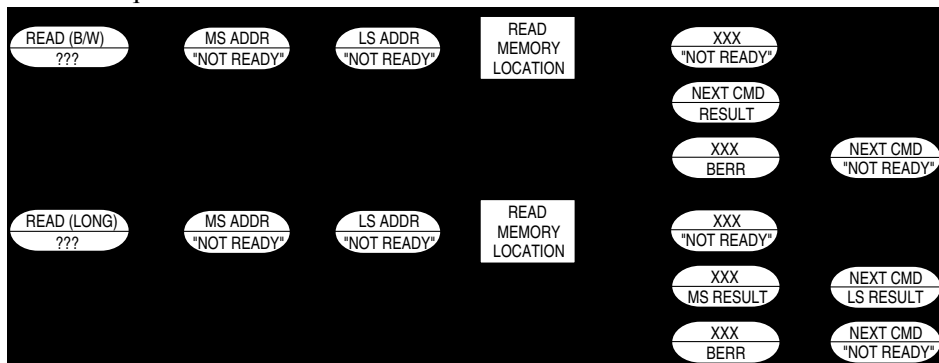 READ (B/W)
???
MS ADDR
"NOT READY"
LS ADDR
"NOT READY"
READ
MEMORY
LOCATION
XXX
"NOT READY"
NEXT CMD
RESULT
XXX
BERR
NEXT CMD
"NOT READY"
READ (LONG)
???
MS ADDR
"NOT READY"
LS ADDR
"NOT READY"
READ
MEMORY
LOCATION
XXX
"NOT READY"
XXX
MS RESULT
NEXT CMD
LS RESULT
XXX
BERR
NEXT CMD
"NOT READY"